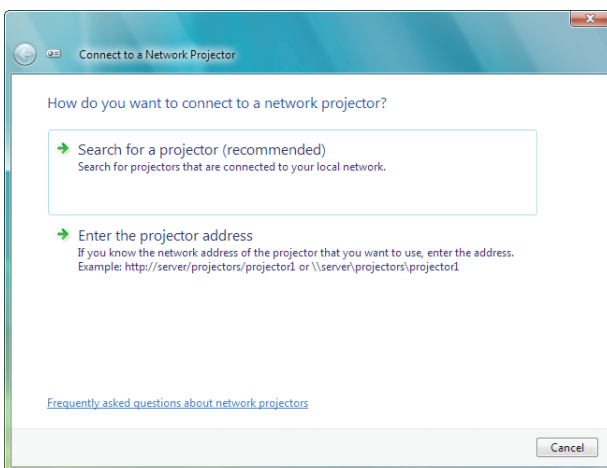 Connect to a Network Projector
How do you want to connect to a network projector?
Search for a projector (recommended)
Search for projectors that are connected to your local network.
Enter the projector address
If you know the network address of the projector that you want to use, enter the address.
Example: http://server/projectors/projector1 or \\server\projectors\projector1
Frequently asked questions about network projectors
Cancel